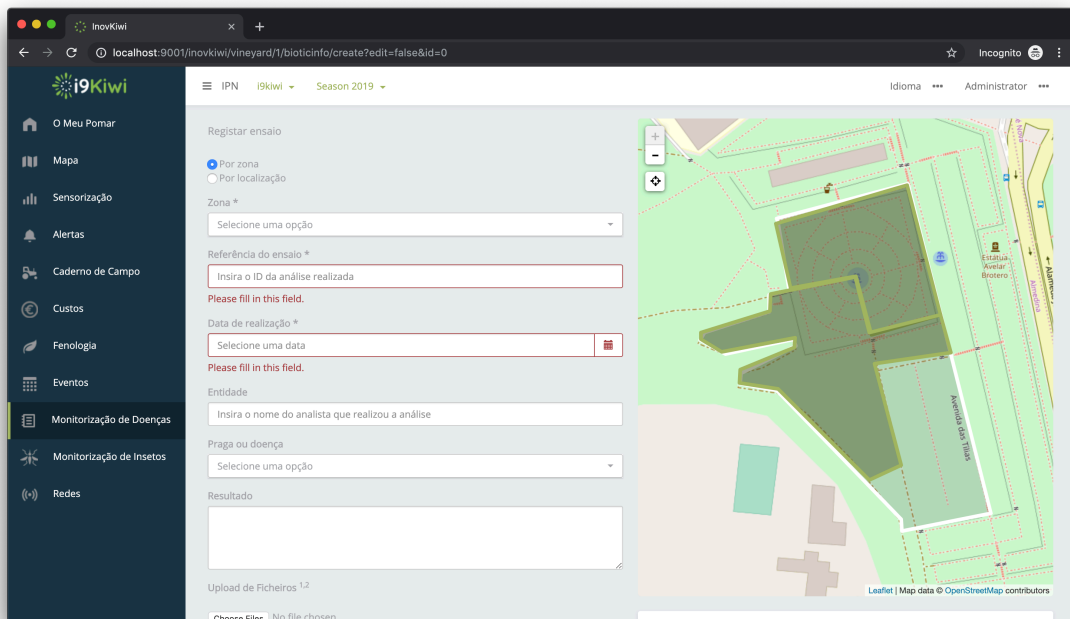 InovKiwi
localhost:9001/inovkiwi/vineyard/1/bioticinfo/create?edit=false&id=0
Incognito
i9Kiwi
IPN
i9kiwi
Season 2019
Idioma
Administrator
O Meu Pomar
Mapa
Sensorização
Alertas
Caderno de Campo
Custos
Fenologia
Eventos
Monitorização de Doenças
Monitorização de Insetos
Redes
Registar ensaio
Por zona
Por localização
Zona *
Selecione uma opção
Referência do ensaio *
Insira o ID da análise realizada
Please fill in this field.
Data de realização *
Selecione uma data
Please fill in this field.
Entidade
Insira o nome do analista que realizou a análise
Praga ou doença
Selecione uma opção
Resultado
Upload de Ficheiros 1,2
Choose Files No file chosen
+
-
Estátua
Avelar
Brotero
Almedina
Avenida das Tílias
Leaflet | Map data © OpenStreetMap contributors